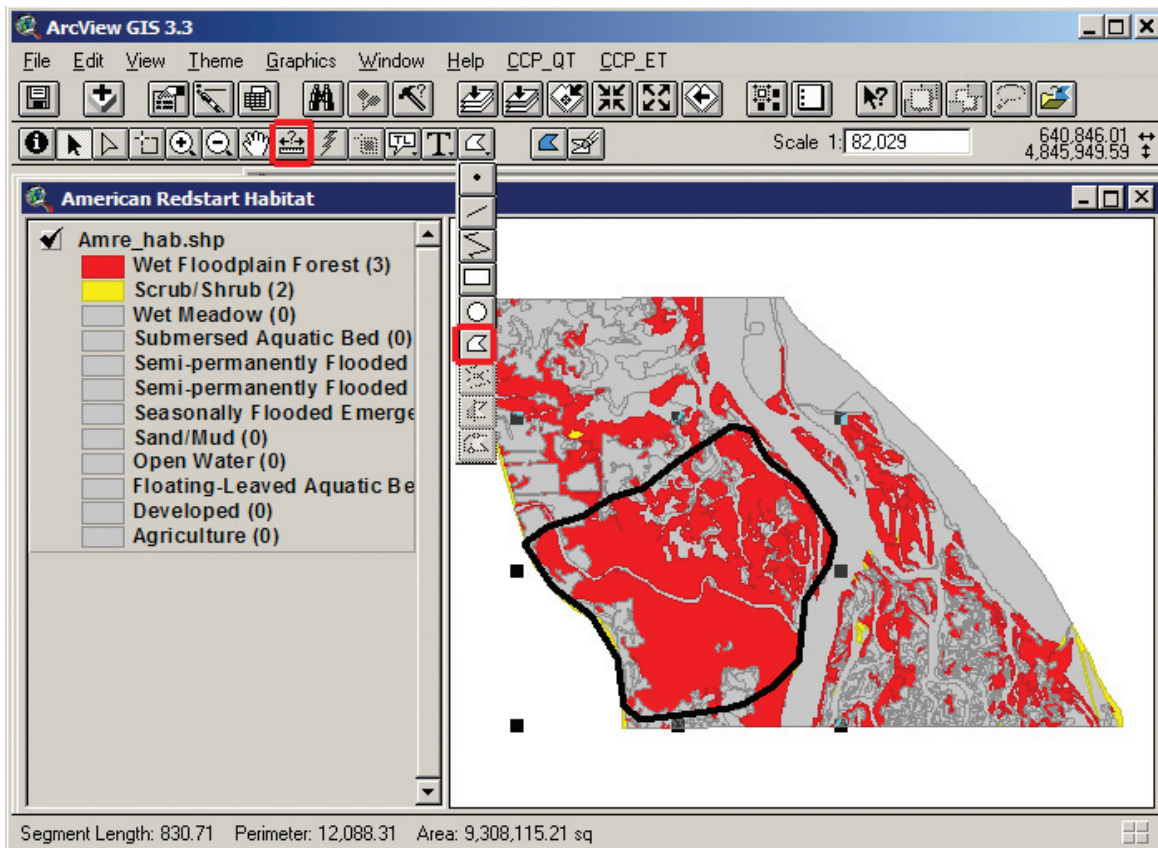 ArcView GIS 3.3
File Edit View Theme Graphics Window Help CCP_QT CCP_ET
Scale 1: 82,029
640,846.01
4,845,949.59
American Redstart Habitat
Amre_hab.shp
Wet Floodplain Forest (3)
Scrub/Shrub (2)
Wet Meadow (0)
Submersed Aquatic Bed (0)
Semi-permanently Flooded
Semi-permanently Flooded
Seasonally Flooded Emerge
Sand/Mud (0)
Open Water (0)
Floating-Leaved Aquatic Be
Developed (0)
Agriculture (0)
Segment Length: 830.71 Perimeter: 12,088.31 Area: 9,308,115.21 sq